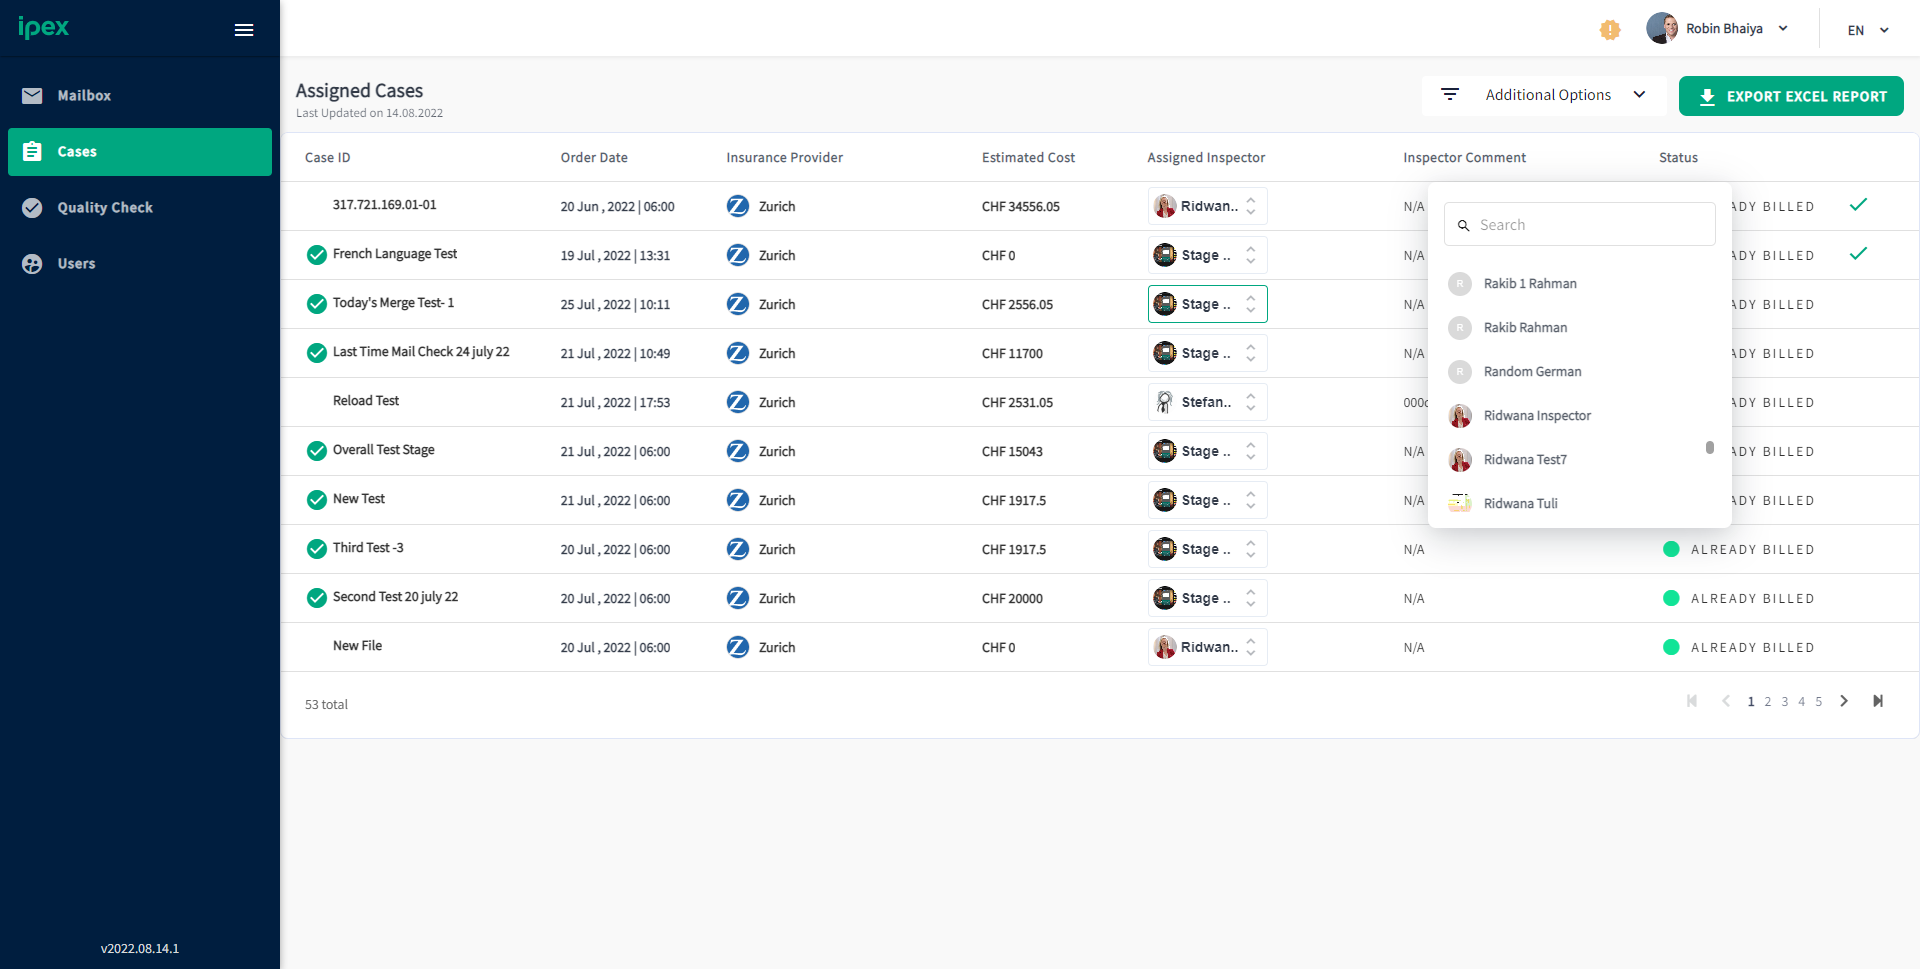 ipex
Robin Bhaiya
EN
Mailbox
Cases
Quality Check
Users
v2022.08.14.1
Assigned Cases
Last Updated on 14.08.2022
Additional Options
EXPORT EXCEL REPORT
Case ID Order Date Insurance Provider Estimated Cost Assigned Inspector Inspector Comment Status
317.721.169.01-01 20 Jun , 2022 | 06:00 Zurich CHF 34556.05 Ridwan.. N/A ADY BILLED
French Language Test 19 Jul , 2022 | 13:31 Zurich CHF 0 Stage .. N/A ADY BILLED
Today's Merge Test- 1 25 Jul , 2022 | 10:11 Zurich CHF 2556.05 Stage .. N/A ADY BILLED
Last Time Mail Check 24 july 22 21 Jul , 2022 | 10:49 Zurich CHF 11700 Stage .. N/A ADY BILLED
Reload Test 21 Jul , 2022 | 17:53 Zurich CHF 2531.05 Stefan.. 000 ADY BILLED
Overall Test Stage 21 Jul , 2022 | 06:00 Zurich CHF 15043 Stage .. N/A ADY BILLED
New Test 21 Jul , 2022 | 06:00 Zurich CHF 1917.5 Stage .. N/A ADY BILLED
Third Test -3 20 Jul , 2022 | 06:00 Zurich CHF 1917.5 Stage .. N/A ALREADY BILLED
Second Test 20 july 22 20 Jul , 2022 | 06:00 Zurich CHF 20000 Stage .. N/A ALREADY BILLED
New File 20 Jul , 2022 | 06:00 Zurich CHF 0 Ridwan.. N/A ALREADY BILLED
Search
R Rakib 1 Rahman
R Rakib Rahman
R Random German
Ridwana Inspector
Ridwana Test7
Ridwana Tuli
53 total
1 2 3 4 5